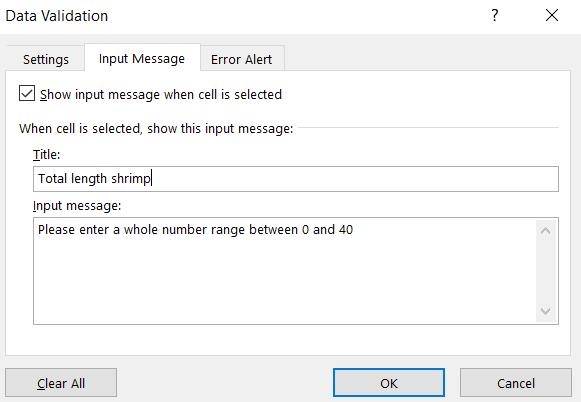 Data Validation
?
Settings
Input Message
Error Alert
Show input message when cell is selected
When cell is selected, show this input message:
Title:
Total length shrimp
Input message:
Please enter a whole number range between 0 and 40
Clear All
OK
Cancel